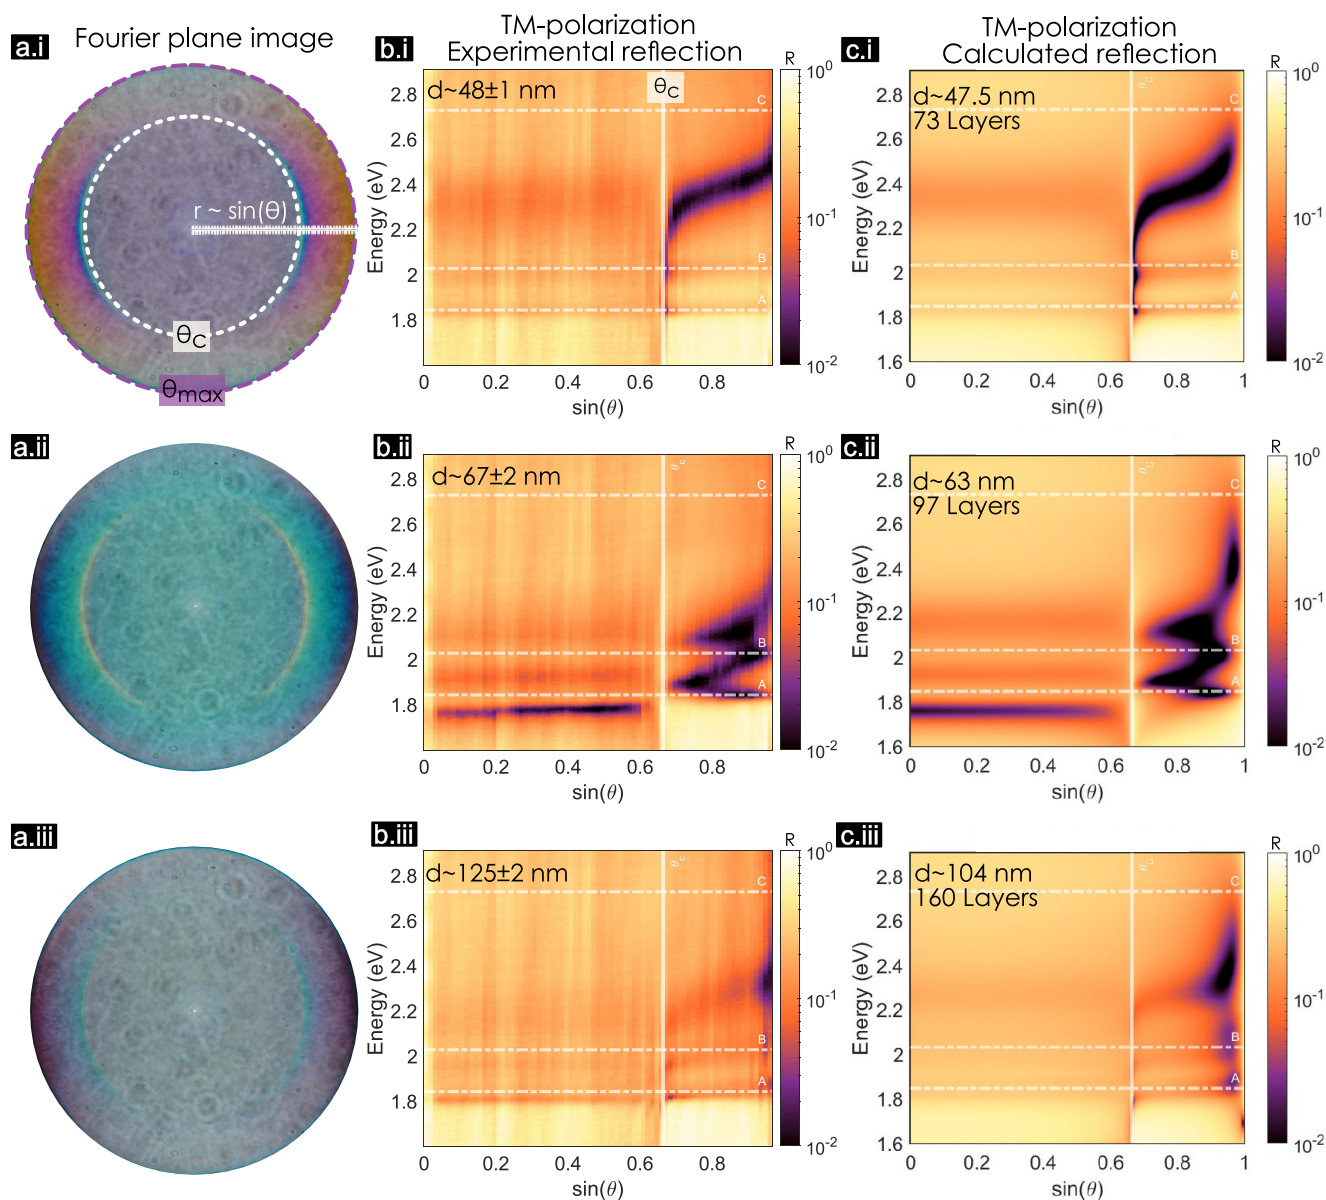 a.i
Fourier plane image
r ~ sin(θ)
θc
θmax
b.i
TM-polarization
Experimental reflection
R
d~48±1 nm
θc
C
B
A
2.8
2.6
2.4
2.2
2
1.8
Energy (eV)
0 0.2 0.4 0.6 0.8
sin(θ)
10^0
10^-1
10^-2
c.i
TM-polarization
Calculated reflection
R
d~47.5 nm
73 Layers
θc
C
B
A
2.8
2.6
2.4
2.2
2
1.8
1.6
Energy (eV)
0 0.2 0.4 0.6 0.8 1
sin(θ)
10^0
10^-1
10^-2
a.ii
b.ii
R
d~67±2 nm
θc
C
B
A
2.8
2.6
2.4
2.2
2
1.8
Energy (eV)
0 0.2 0.4 0.6 0.8
sin(θ)
10^0
10^-1
10^-2
c.ii
R
d~63 nm
97 Layers
θc
C
B
A
2.8
2.6
2.4
2.2
2
1.8
1.6
Energy (eV)
0 0.2 0.4 0.6 0.8 1
sin(θ)
10^0
10^-1
10^-2
a.iii
b.iii
R
d~125±2 nm
θc
C
B
A
2.8
2.6
2.4
2.2
2
1.8
Energy (eV)
0 0.2 0.4 0.6 0.8
sin(θ)
10^0
10^-1
10^-2
c.iii
R
d~104 nm
160 Layers
θc
C
B
A
2.8
2.6
2.4
2.2
2
1.8
1.6
Energy (eV)
0 0.2 0.4 0.6 0.8 1
sin(θ)
10^0
10^-1
10^-2